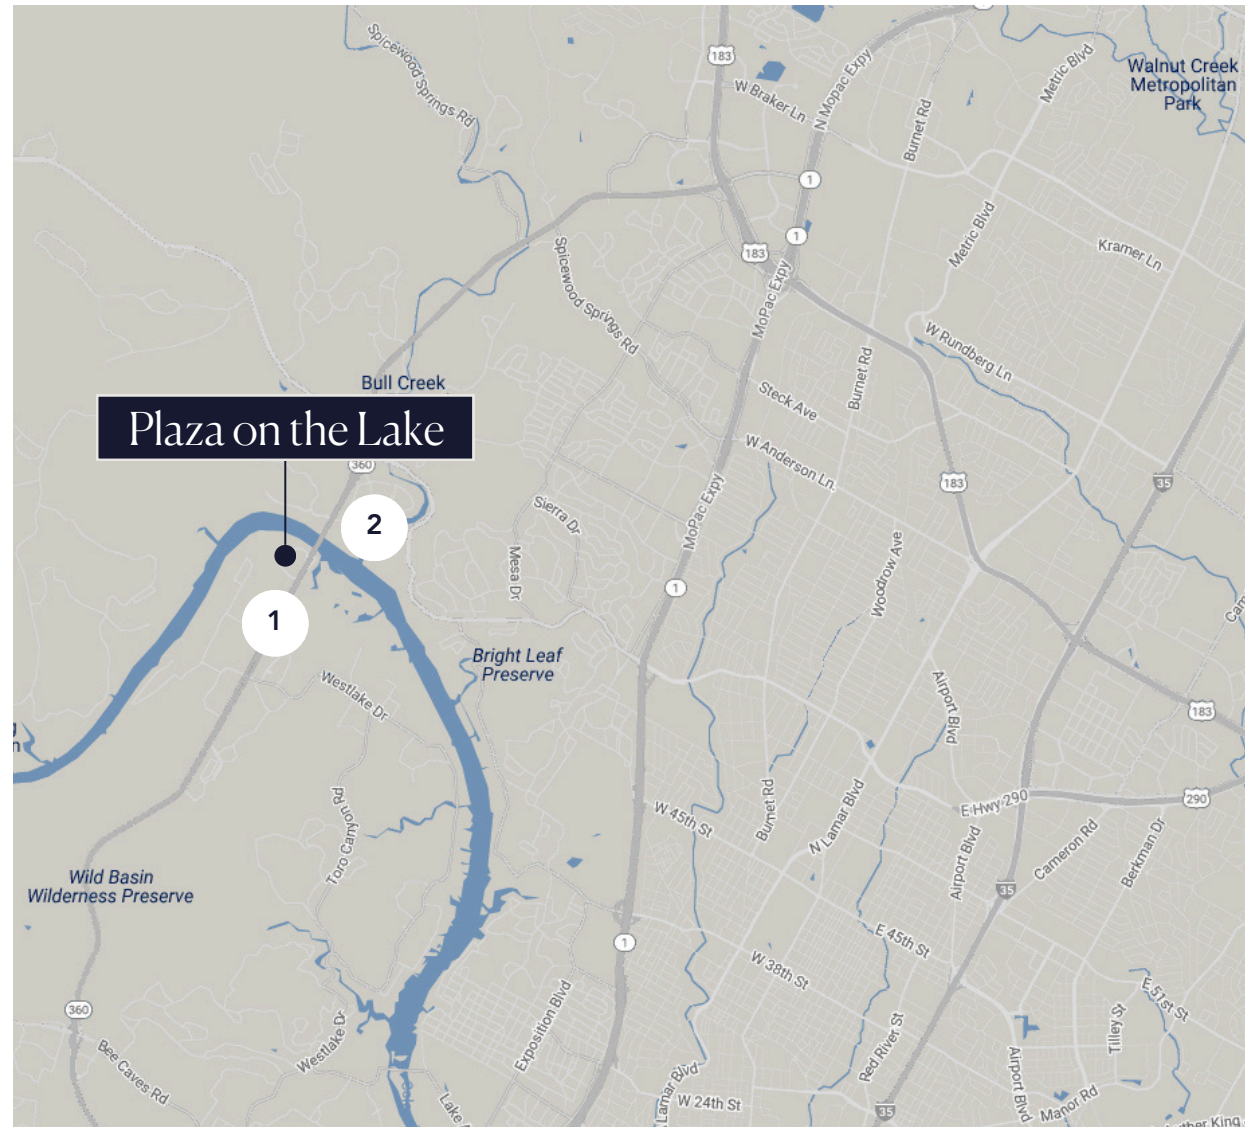 Spicewood Springs Rd
183
W Braker Ln
N Mopac Expy
Burnet Rd
Metric Blvd
Walnut Creek
Metropolitan
Park
1
1
183
Metric Blvd
Kramer Ln
Spicewood Springs Rd
MoPac Expy
W Rundberg Ln
Burnet Rd
Steck Ave
Bull Creek
Plaza on the Lake
360
W Anderson Ln.
183
35
MoPac Expy
Sierra Dr
2
Mesa Dr
Woodrow Ave
1
1
Bright Leaf
Preserve
Westlake Dr
Airport Blvd
183
Toro Canyon Rd
W 45th St
Burnet Rd
N Lamar Blvd
E Hwy 290
290
Airport Blvd
Cameron Rd
Berkman Dr
Wild Basin
Wilderness Preserve
35
1
E 45th St
W 38th St
E 51st St
360
Bee Caves Rd
Westlake Dr
Exposition Blvd
Red River St
Tilley St
Airport Blvd
Lamar Blvd
W 24th St
Lake
35
Manor Rd
King